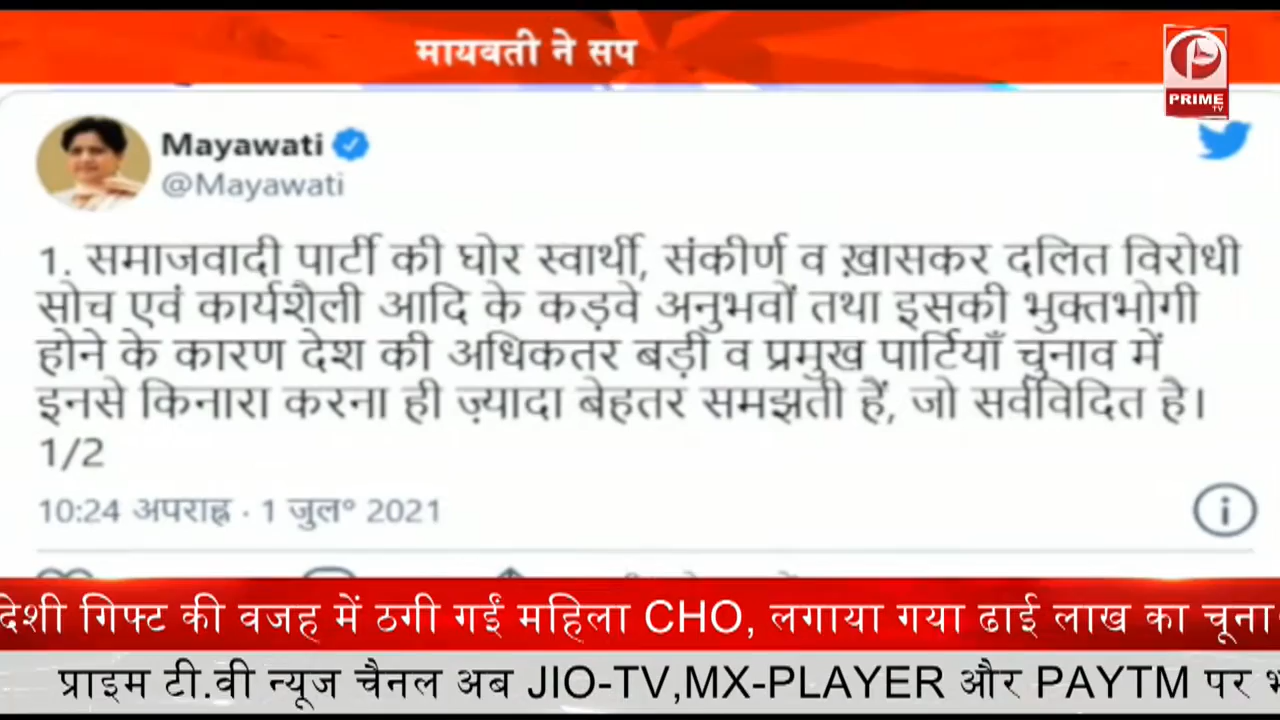 मायवती ने सप
PRIME
TV
Mayawati
@Mayawati
1. समाजवादी पार्टी की घोर स्वार्थी, संकीर्ण व ख़ासकर दलित विरोधी
सोच एवं कार्यशैली आदि के कड़वे अनुभवों तथा इसकी भुक्तभोगी
होने के कारण देश की अधिकतर बड़ी व प्रमुख पार्टियाँ चुनाव में
इनसे किनारा करना ही ज़्यादा बेहतर समझती हैं, जो सर्वविदित है।
1/2
10:24 अपराह्न · 1 जुल॰ 2021
देशी गिफ्ट की वजह में ठगी गईं महिला CHO, लगाया गया ढाई लाख का चूना
प्राइम टी.वी न्यूज चैनल अब JIO-TV,MX-PLAYER और PAYTM पर